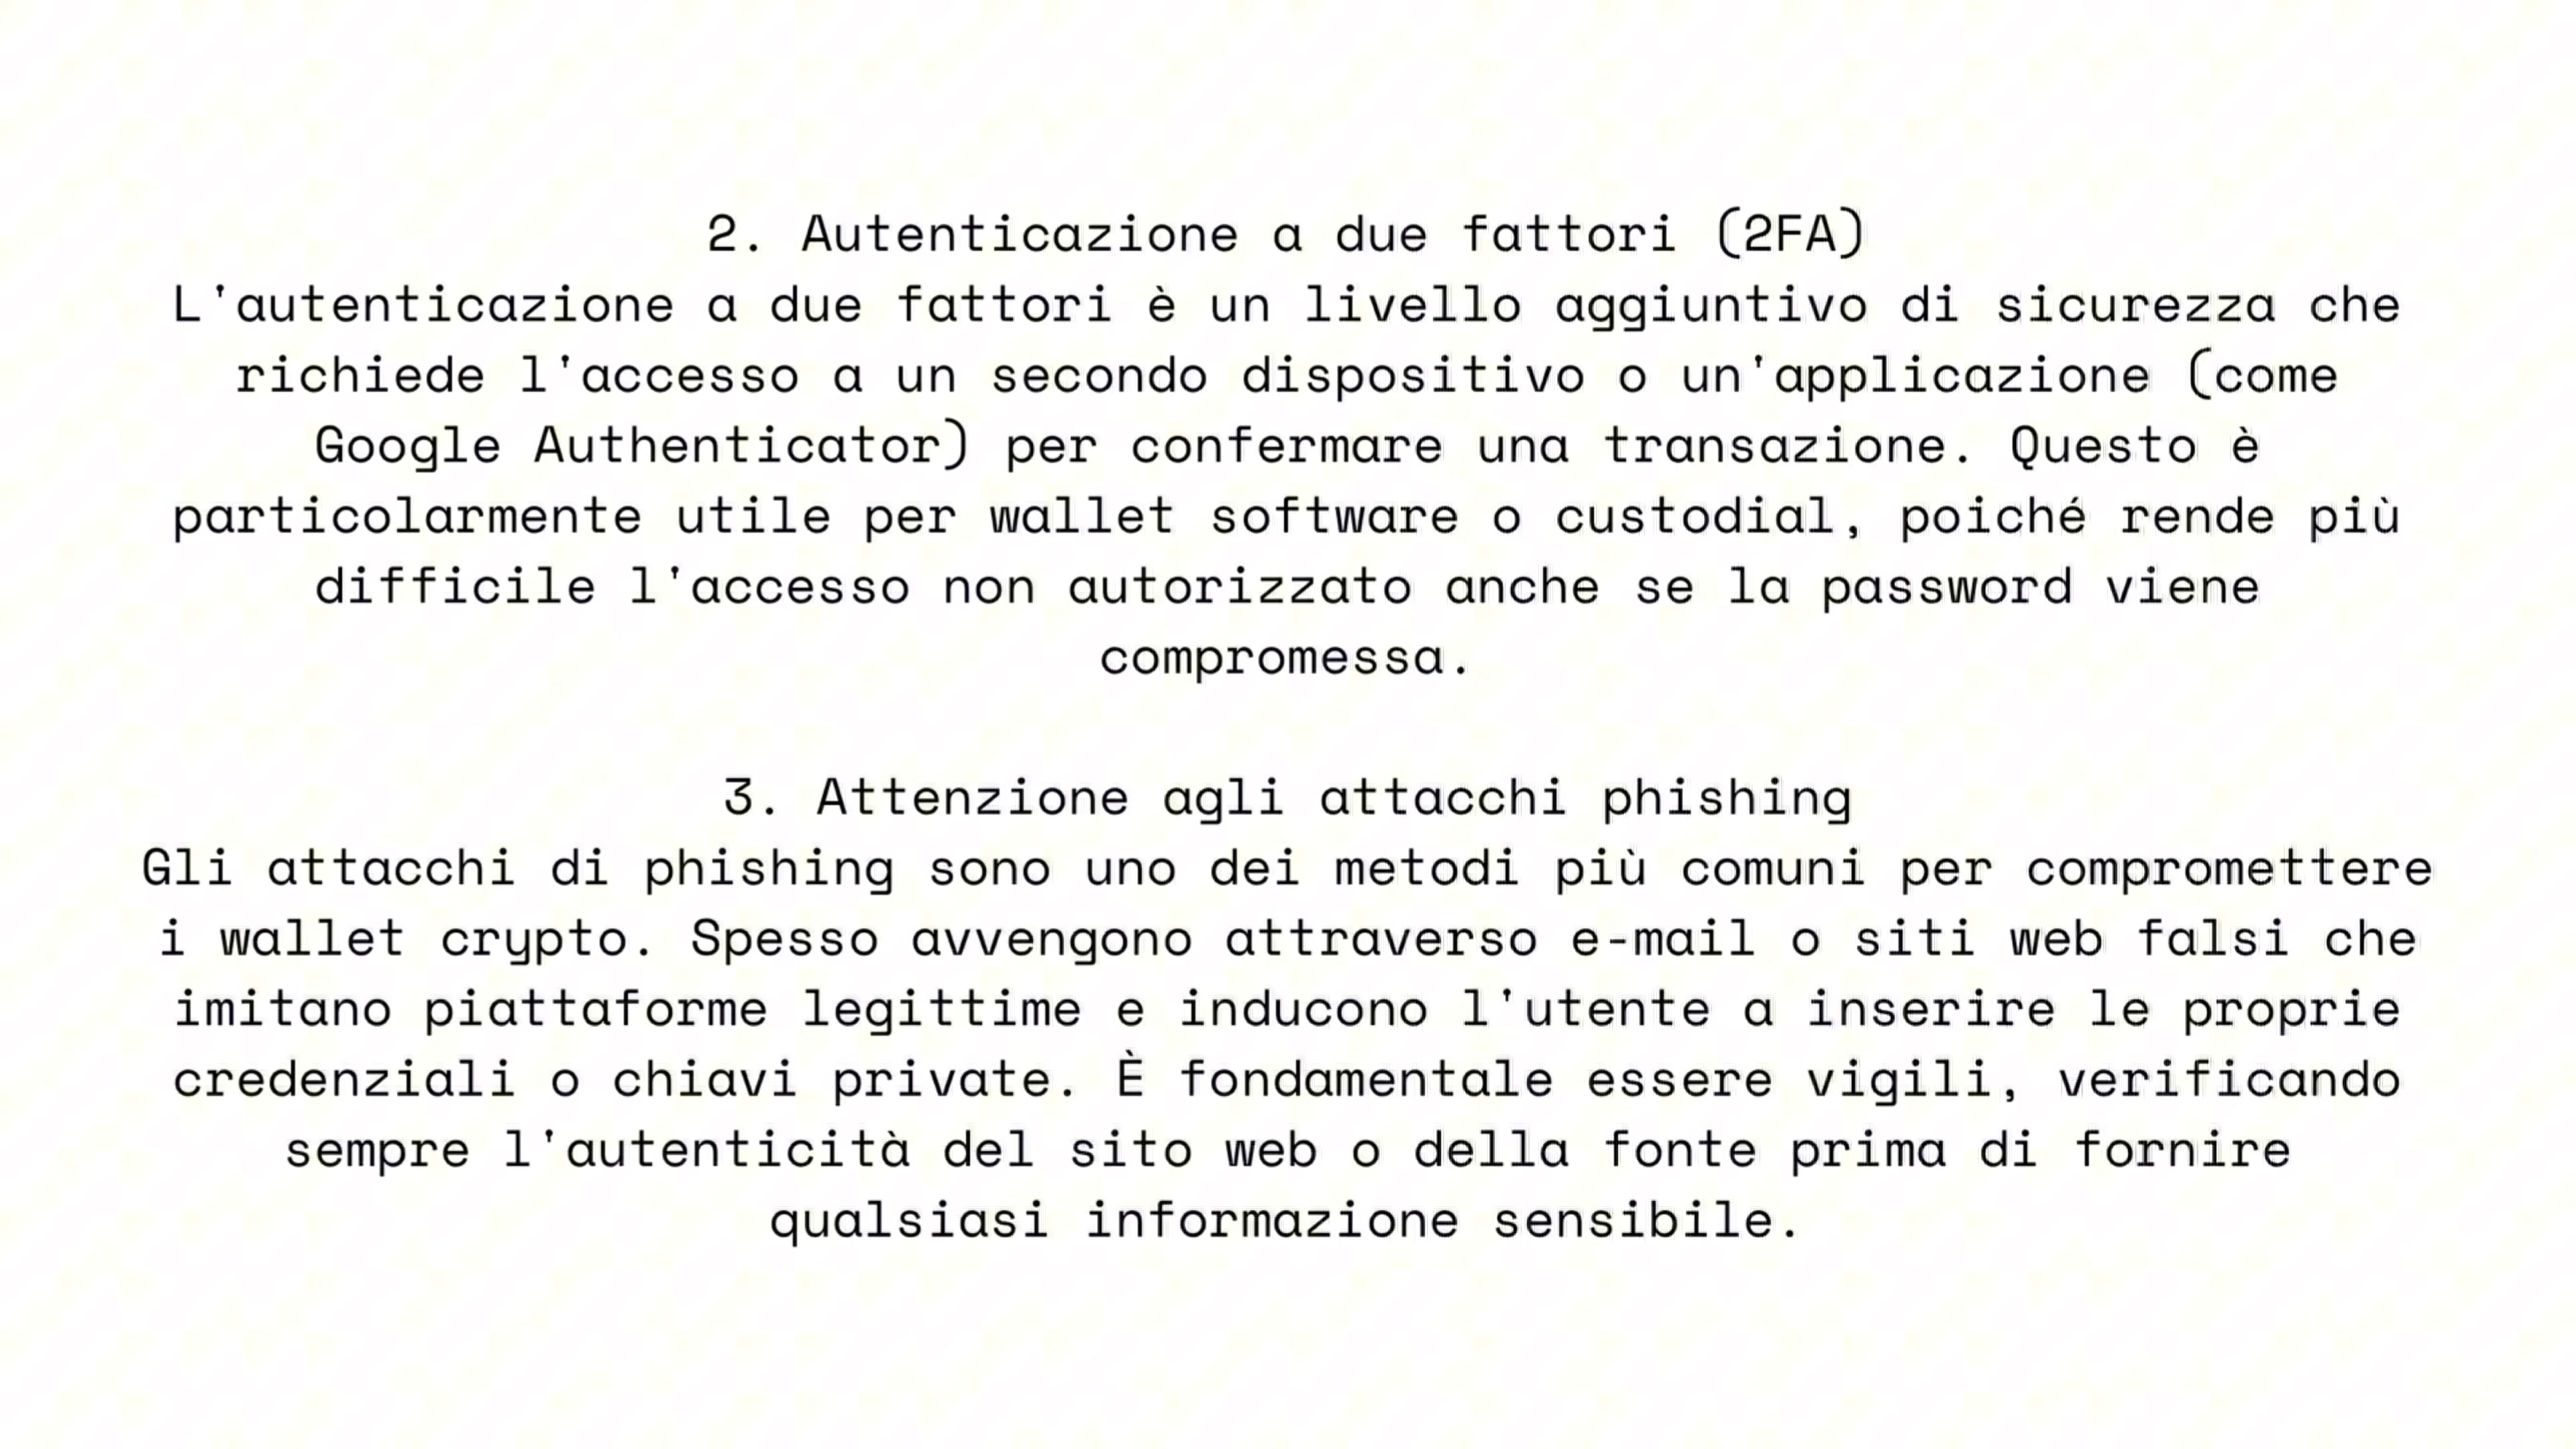 2. Autenticazione a due fattori (2FA)
L'autenticazione a due fattori è un livello aggiuntivo di sicurezza che
richiede l'accesso a un secondo dispositivo o un'applicazione (come
Google Authenticator) per confermare una transazione. Questo è
particolarmente utile per wallet software o custodial, poiché rende più
difficile l'accesso non autorizzato anche se la password viene
compromessa.
3. Attenzione agli attacchi phishing
Gli attacchi di phishing sono uno dei metodi più comuni per compromettere
i wallet crypto. Spesso avvengono attraverso e-mail o siti web falsi che
imitano piattaforme legittime e inducono l'utente a inserire le proprie
credenziali o chiavi private. È fondamentale essere vigili, verificando
sempre l'autenticità del sito web o della fonte prima di fornire
qualsiasi informazione sensibile.